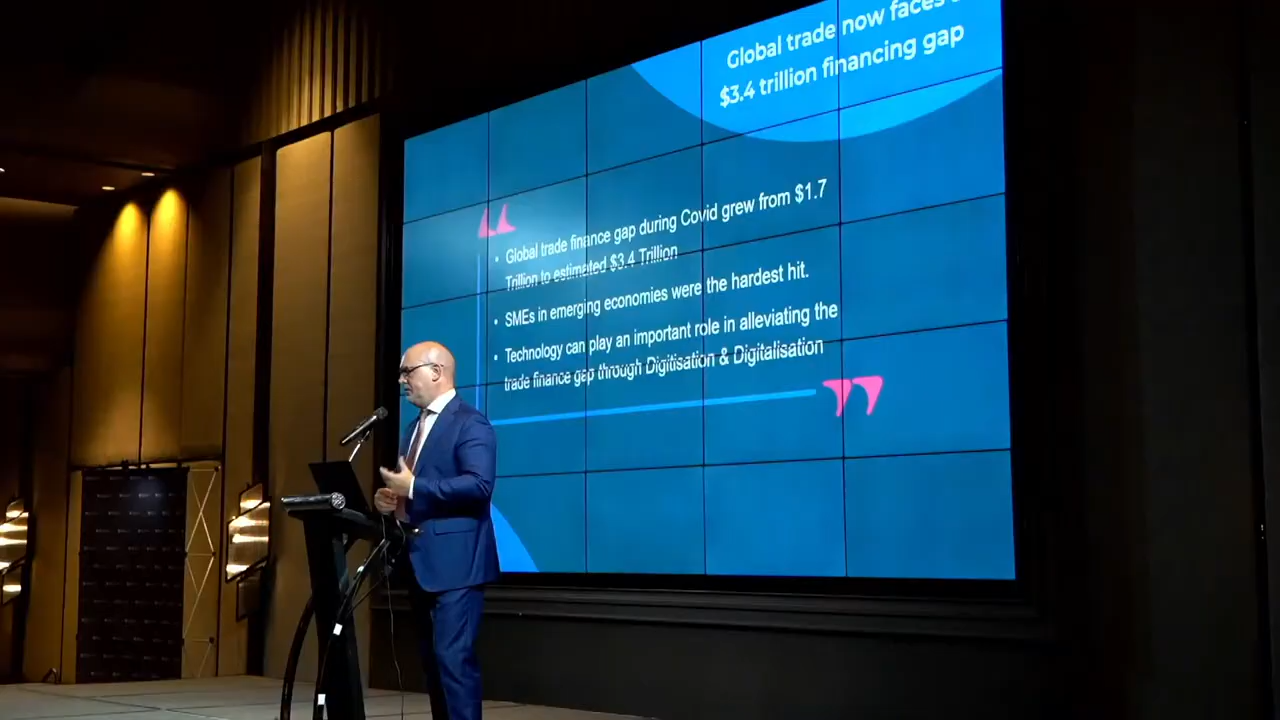 Global trade now faces
$3.4 trillion financing gap
• Global trade finance gap during Covid grew from $1.7
Trillion to estimated $3.4 Trillion
• SMEs in emerging economies were the hardest hit.
• Technology can play an important role in alleviating the
trade finance gap through Digitisation & Digitalisation